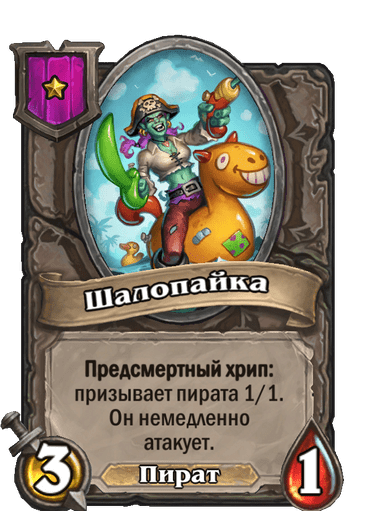 Шалопайка
Предсмертный хрип:
призывает пирата 1/1.
Он немедленно
атакует.
3
Пират
1